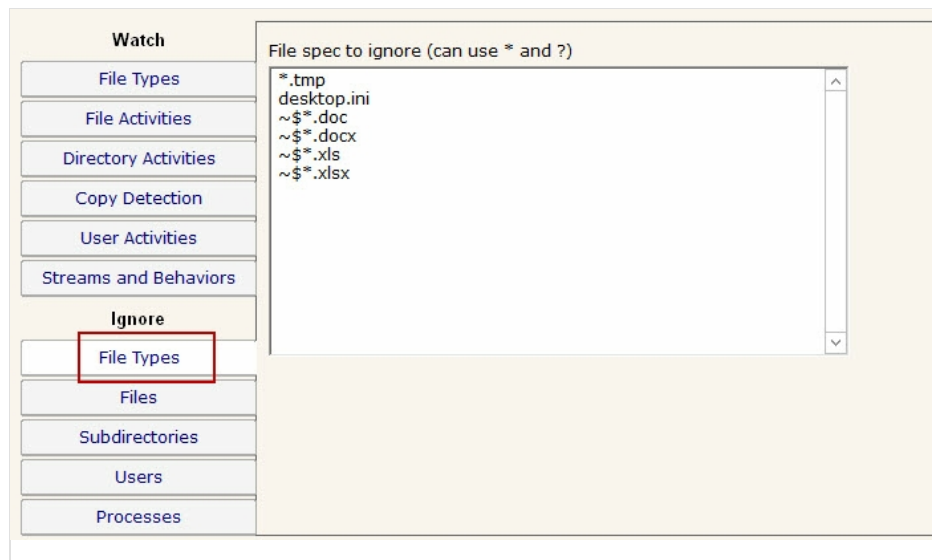 Watch
File Types
File Activities
Directory Activities
Copy Detection
User Activities
Streams and Behaviors
Ignore
File Types
Files
Subdirectories
Users
Processes
File spec to ignore (can use * and ?)
*.tmp
desktop.ini
~$*.doc
~$*.docx
~$*.xls
~$*.xlsx